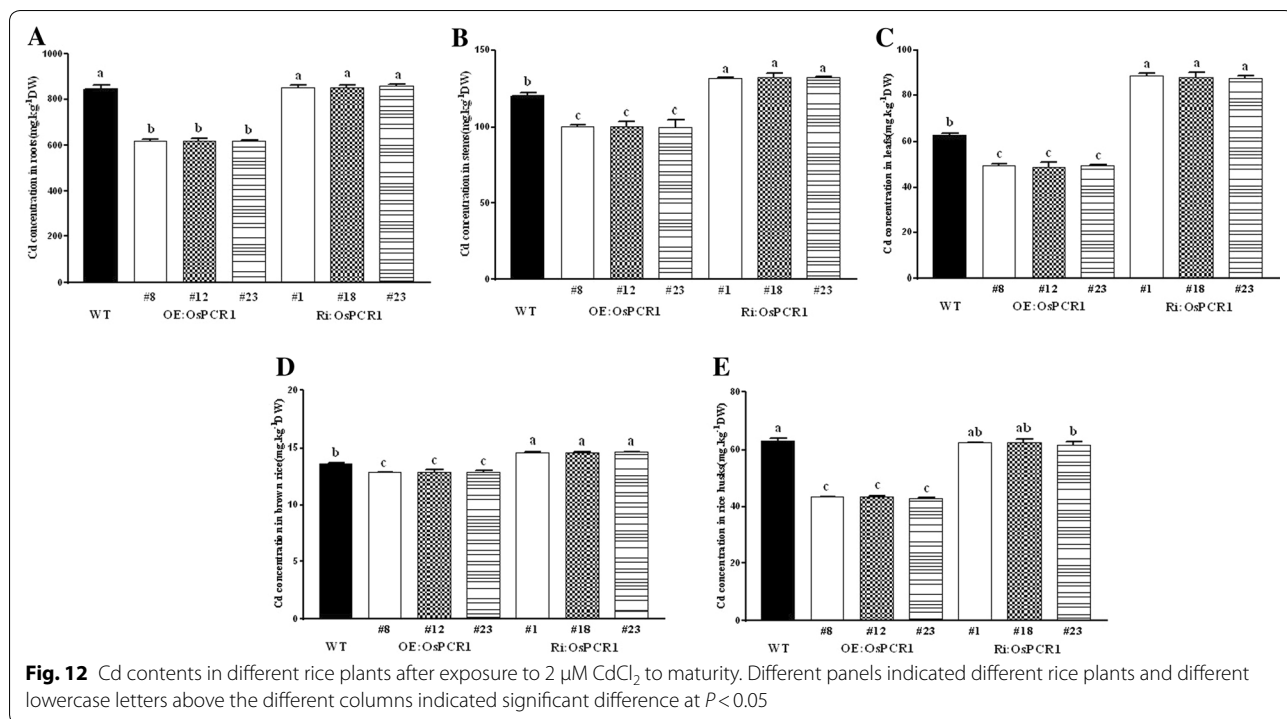 A
Cd concentration in roots(mg.kg-1DW)
1000
800
600
400
200
0
a
b b b
a a a
#8 #12 #23 #1 #18 #23
WT OE:OsPCR1 Ri:OsPCR1
B
Cd concentration in stems(mg.kg-1DW)
150
100
50
0
b
c c c
a a a
#8 #12 #23 #1 #18 #23
WT OE:OsPCR1 Ri:OsPCR1
C
Cd concentration in leafs(mg.kg-1DW)
100
80
60
40
20
0
b
c c c
a a a
#8 #12 #23 #1 #18 #23
WT OE:OsPCR1 Ri:OsPCR1
D
Cd concentration in brown rice(mg.kg-1DW)
20
15
10
5
0
b
c c c
a a a
#8 #12 #23 #1 #18 #23
WT OE:OsPCR1 Ri:OsPCR1
E
Cd concentration in rice husks(mg.kg-1DW)
80
60
40
20
0
a
c c c
ab ab b
#8 #12 #23 #1 #18 #23
WT OE:OsPCR1 Ri:OsPCR1
Fig. 12 Cd contents in different rice plants after exposure to 2 μM CdCl₂ to maturity. Different panels indicated different rice plants and different
lowercase letters above the different columns indicated significant difference at P < 0.05